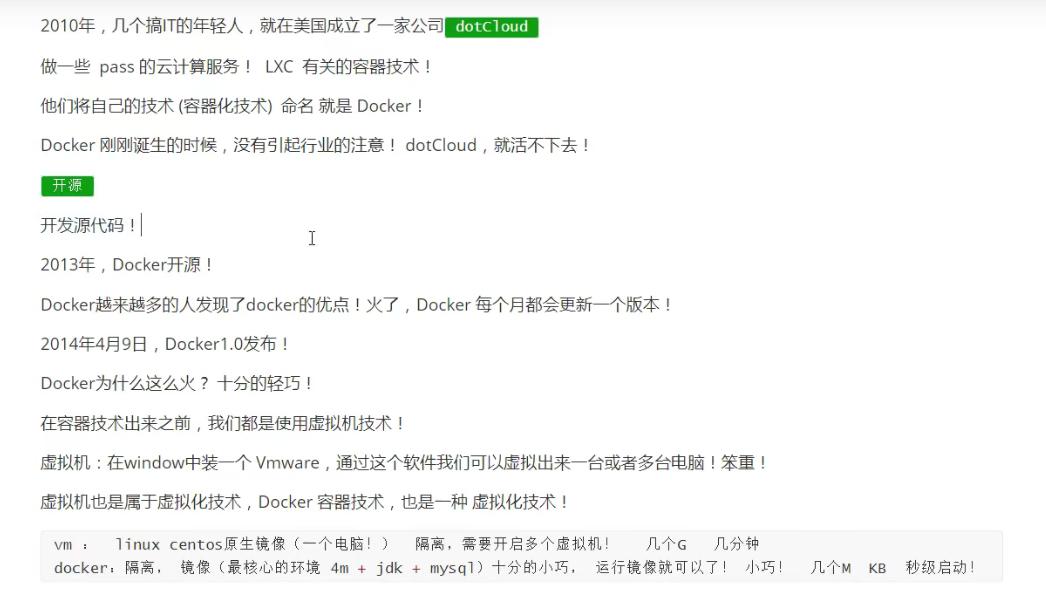 2010年，几个搞IT的年轻人，就在美国成立了一家公司 dotCloud
做一些 pass 的云计算服务！ LXC 有关的容器技术！
他们将自己的技术 (容器化技术) 命名 就是 Docker！
Docker 刚刚诞生的时候，没有引起行业的注意！ dotCloud，就活不下去！
开源
开发源代码！
2013年，Docker开源！
Docker越来越多的人发现了docker的优点！火了，Docker 每个月都会更新一个版本！
2014年4月9日，Docker1.0发布！
Docker为什么这么火？ 十分的轻巧！
在容器技术出来之前，我们都是使用虚拟机技术！
虚拟机：在window中装一个 Vmware，通过这个软件我们可以虚拟出来一台或者多台电脑！笨重！
虚拟机也是属于虚拟化技术，Docker 容器技术，也是一种 虚拟化技术！
vm ： linux centos原生镜像（一个电脑！） 隔离，需要开启多个虚拟机！ 几个G 几分钟
docker：隔离， 镜像（最核心的环境 4m + jdk + mysql）十分的小巧， 运行镜像就可以了！ 小巧！ 几个M KB 秒级启动！